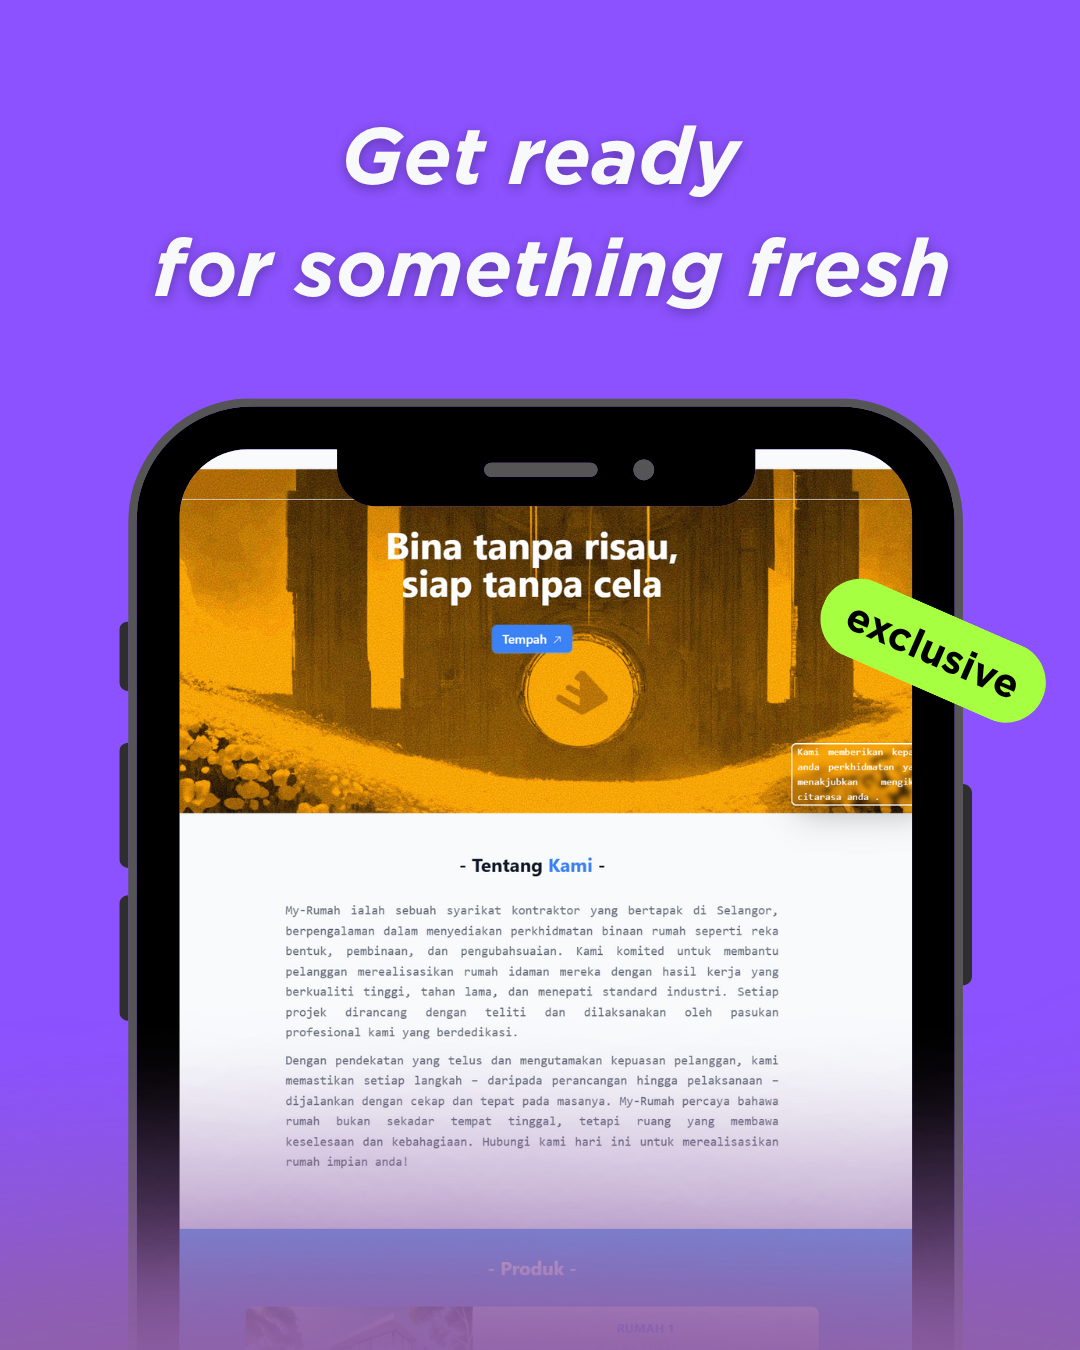 Get ready
for something fresh
Bina tanpa risau,
siap tanpa cela
Tempah
exclusive
Kami memberikan kepa
anda perkhidmatan ya
menakjubkan mengik
citarasa anda .
- Tentang Kami -
My-Rumah ialah sebuah syarikat kontraktor yang bertapak di Selangor,
berpengalaman dalam menyediakan perkhidmatan binaan rumah seperti reka
bentuk, pembinaan, dan pengubahsuaian. Kami komited untuk membantu
pelanggan merealisasikan rumah idaman mereka dengan hasil kerja yang
berkualiti tinggi, tahan lama, dan menepati standard industri. Setiap
projek dirancang dengan teliti dan dilaksanakan oleh pasukan
profesional kami yang berdedikasi.
Dengan pendekatan yang telus dan mengutamakan kepuasan pelanggan, kami
memastikan setiap langkah – daripada perancangan hingga pelaksanaan –
dijalankan dengan cekap dan tepat pada masanya. My-Rumah percaya bahawa
rumah bukan sekadar tempat tinggal, tetapi ruang yang membawa
keselesaan dan kebahagiaan. Hubungi kami hari ini untuk merealisasikan
rumah impian anda!
- Produk -
RUMAH 1